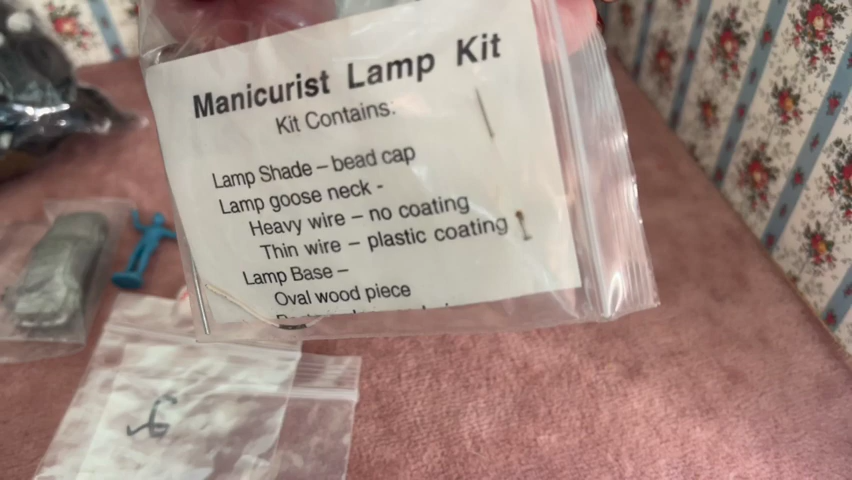 Manicurist Lamp Kit
Kit Contains:
Lamp Shade – bead cap
Lamp goose neck -
Heavy wire – no coating
Thin wire – plastic coating
Lamp Base –
Oval wood piece